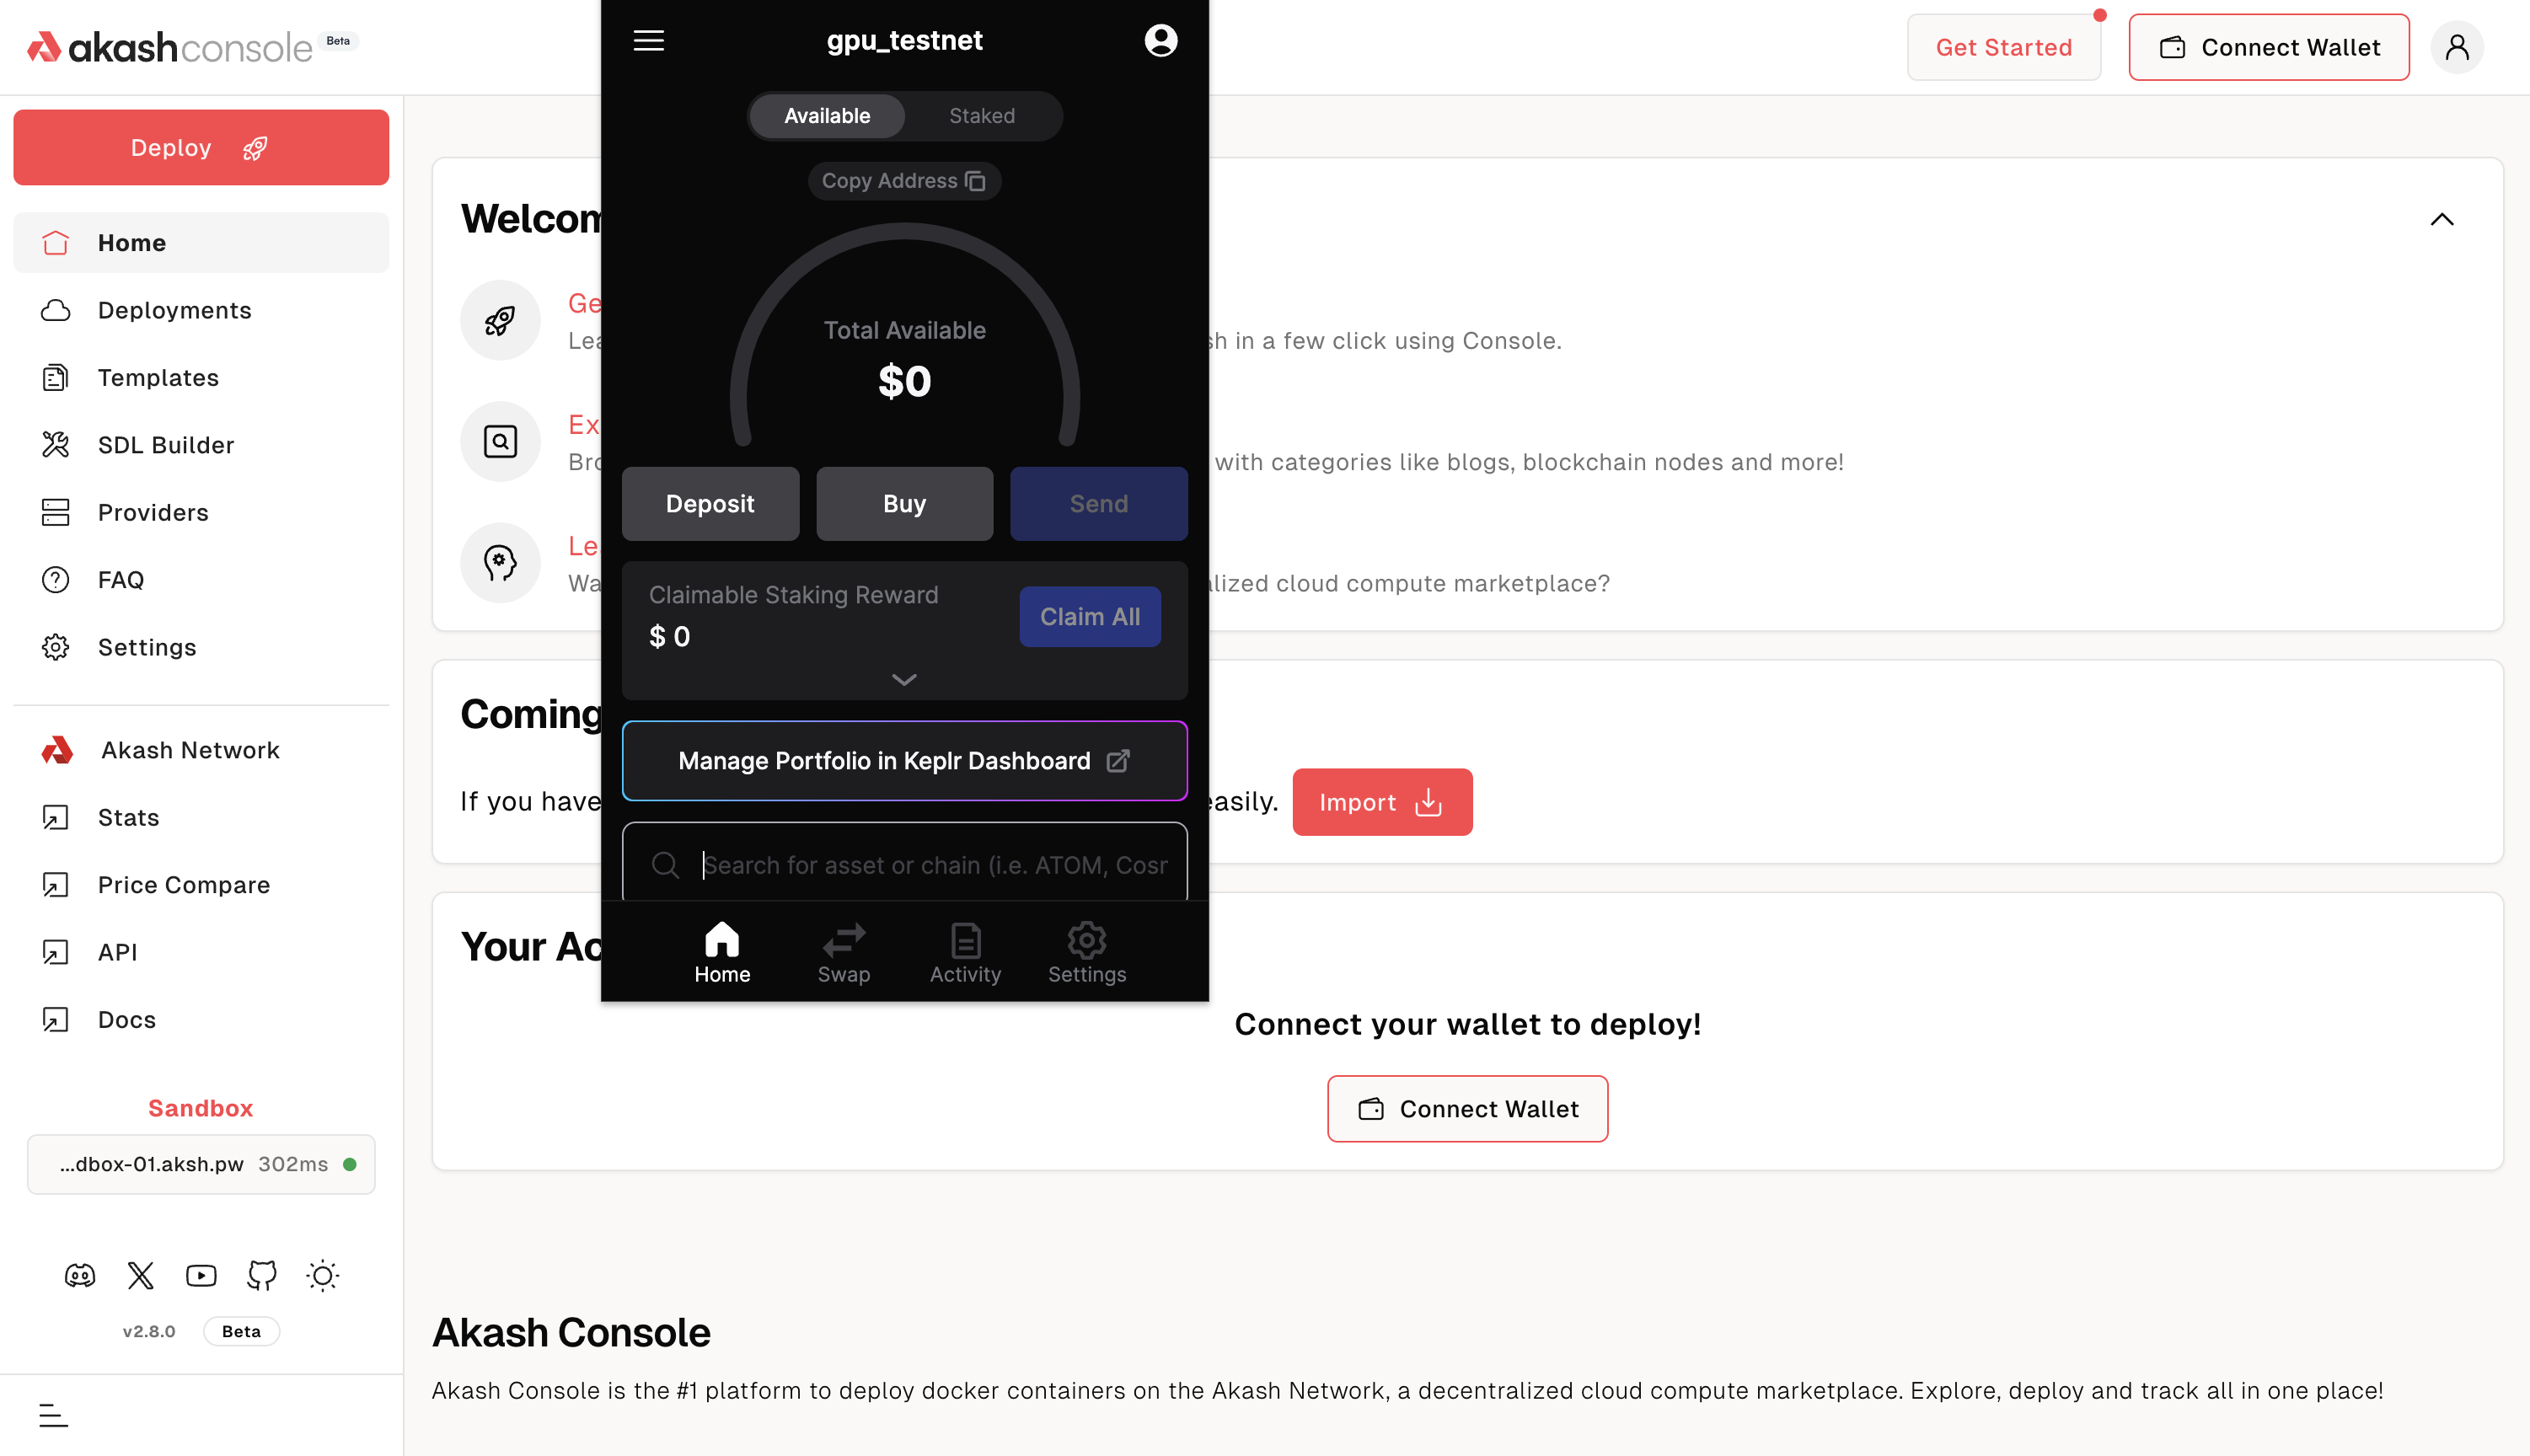 akashconsole Beta
Get Started
Connect Wallet
Deploy
Home
Deployments
Templates
SDL Builder
Providers
FAQ
Settings
Akash Network
Stats
Price Compare
API
Docs
Sandbox
...dbox-01.aksh.pw 302ms
v2.8.0 Beta
gpu_testnet
Available Staked
Copy Address
Total Available
$0
Deposit Buy Send
Claimable Staking Reward
$ 0
Claim All
Manage Portfolio in Keplr Dashboard
Search for asset or chain (i.e. ATOM, Cosm
Home Swap Activity Settings
Welcom
Ge
Lea sh in a few click using Console.
Ex
Bro with categories like blogs, blockchain nodes and more!
Le
Wa alized cloud compute marketplace?
Coming
If you have easily. Import
Your Ac
Connect your wallet to deploy!
Connect Wallet
Akash Console
Akash Console is the #1 platform to deploy docker containers on the Akash Network, a decentralized cloud compute marketplace. Explore, deploy and track all in one place!